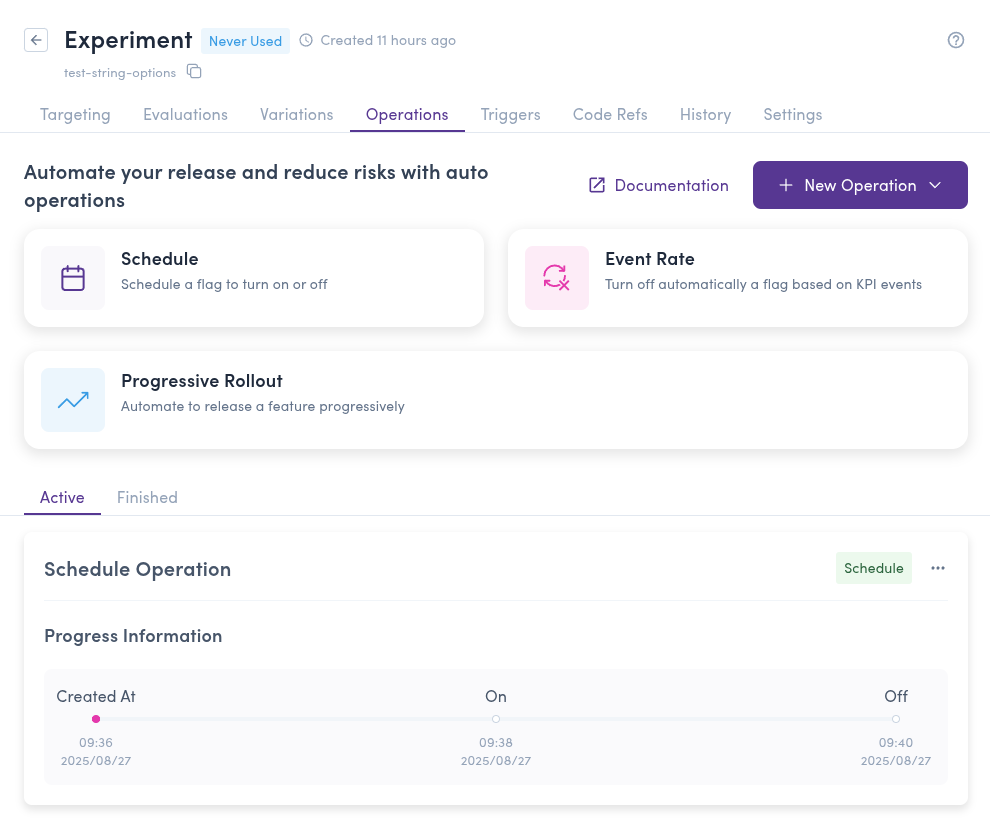 Experiment Never Used Created 11 hours ago
test-string-options
Targeting Evaluations Variations Operations Triggers Code Refs History Settings
Automate your release and reduce risks with auto
operations
Documentation
New Operation
Schedule
Schedule a flag to turn on or off
Event Rate
Turn off automatically a flag based on KPI events
Progressive Rollout
Automate to release a feature progressively
Active Finished
Schedule Operation Schedule
Progress Information
Created At On Off
09:36 09:38 09:40
2025/08/27 2025/08/27 2025/08/27